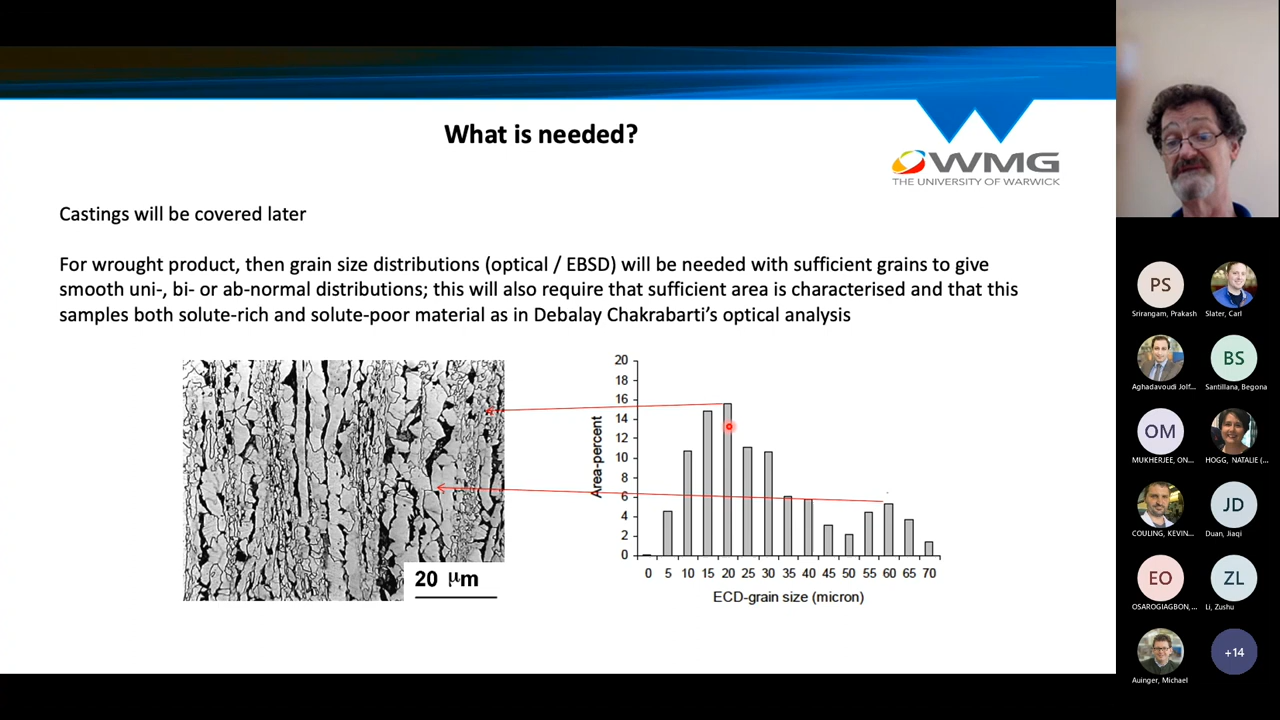 What is needed?
WMG
THE UNIVERSITY OF WARWICK
Castings will be covered later
For wrought product, then grain size distributions (optical / EBSD) will be needed with sufficient grains to give
smooth uni-, bi- or ab-normal distributions; this will also require that sufficient area is characterised and that this
samples both solute-rich and solute-poor material as in Debalay Chakrabarti’s optical analysis
20 μm
Area-percent
20
18
16
14
12
10
8
6
4
2
0
0 5 10 15 20 25 30 35 40 45 50 55 60 65 70
ECD-grain size (micron)
PS
Srirangam, Prakash
Slater, Carl
BS
Aghadavoudi Jolf...
Santillana, Begona
OM
MUKHERJEE, ON...
HOGG, NATALIE (...
JD
COULING, KEVIN...
Duan, Jiaqi
EO
ZL
OSAROGIAGBON, ...
Li, Zushu
+14
Auinger, Michael